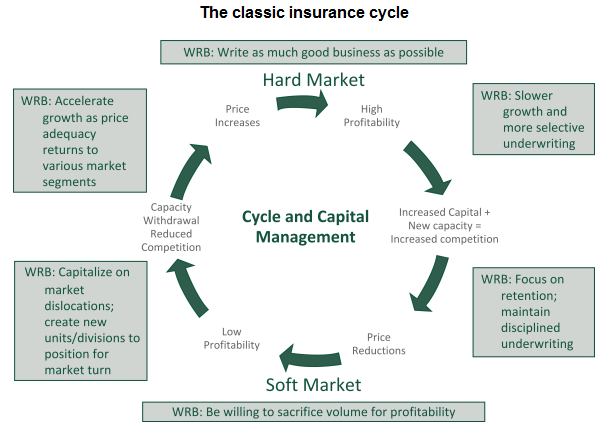 The classic insurance cycle
WRB: Write as much good business as possible
Hard Market
WRB: Accelerate
growth as price
adequacy
returns to
various market
segments
Price
Increases
High
Profitability
WRB: Slower
growth and
more selective
underwriting
Capacity
Withdrawal
Reduced
Competition
Cycle and Capital
Management
Increased Capital +
New capacity =
Increased competition
WRB: Capitalize on
market
dislocations;
create new
units/divisions to
position for
market turn
Low
Profitability
Price
Reductions
WRB: Focus on
retention;
maintain
disciplined
underwriting
Soft Market
WRB: Be willing to sacrifice volume for profitability